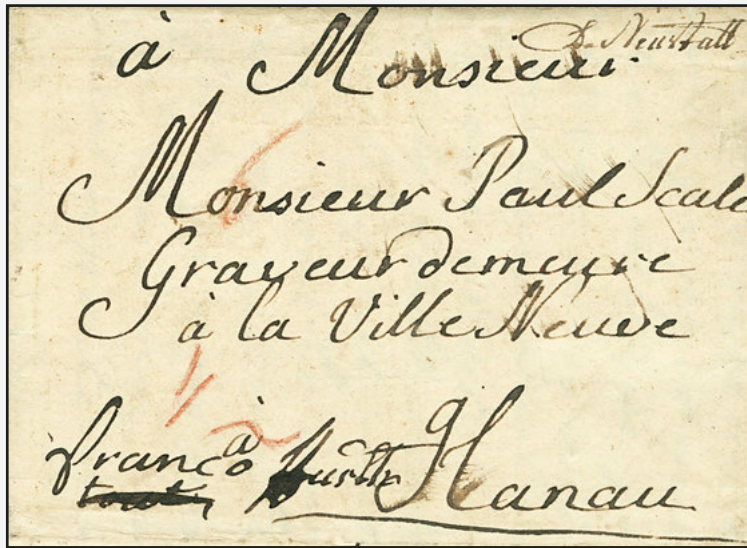 D. Neustatt
à Monsieur
Monsieur Paul Scale
Graveur demeure
à la Ville Neuve
à
franco
Hanau